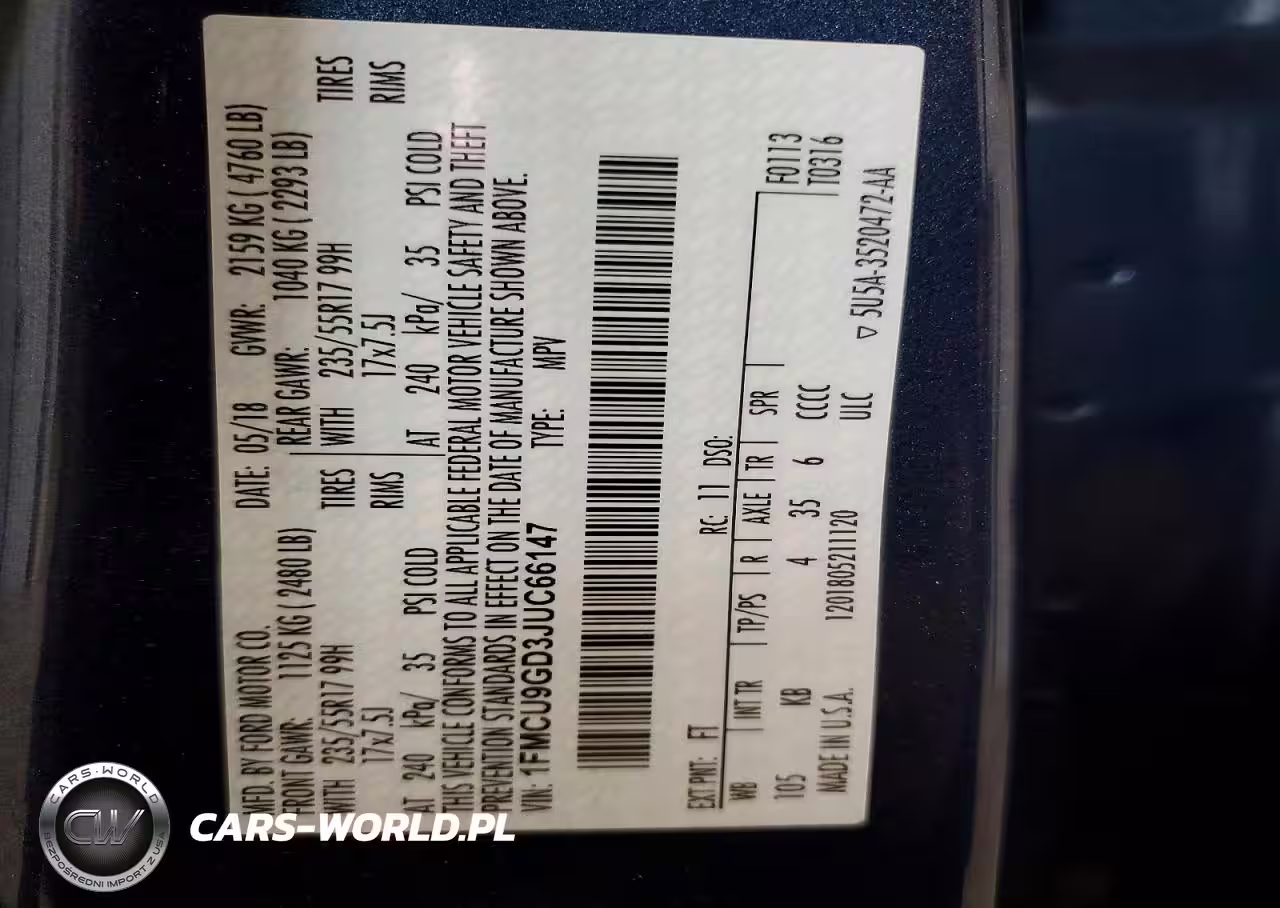 MFD. BY FORD MOTOR CO.
DATE: 05/18 GVWR: 2159 KG ( 4760 LB)
FRONT GAWR: 1125 KG ( 2480 LB)
REAR GAWR: 1040 KG ( 2293 LB)
WITH 235/55R17 99H TIRES
WITH 235/55R17 99H TIRES
17x7.5J RIMS
17x7.5J RIMS
AT 240 kPa/ 35 PSI COLD
AT 240 kPa/ 35 PSI COLD
THIS VEHICLE CONFORMS TO ALL APPLICABLE FEDERAL MOTOR VEHICLE SAFETY AND THEFT
PREVENTION STANDARDS IN EFFECT ON THE DATE OF MANUFACTURE SHOWN ABOVE.
VIN: 1FMCU9GD3JUC66147 TYPE: MPV
EXT PNT: FT RC: 11 DSO: F0113
WB | INT TR | TP/PS | R | AXLE | TR | SPR | T0316
105 KB 4 35 6 CCCC
MADE IN U.S.A. 120180521120 ULC
▽ 5U5A-3520472-AA
CARS-WORLD
CW
BEZPOŚREDNI IMPORT Z USA
CARS-WORLD.PL